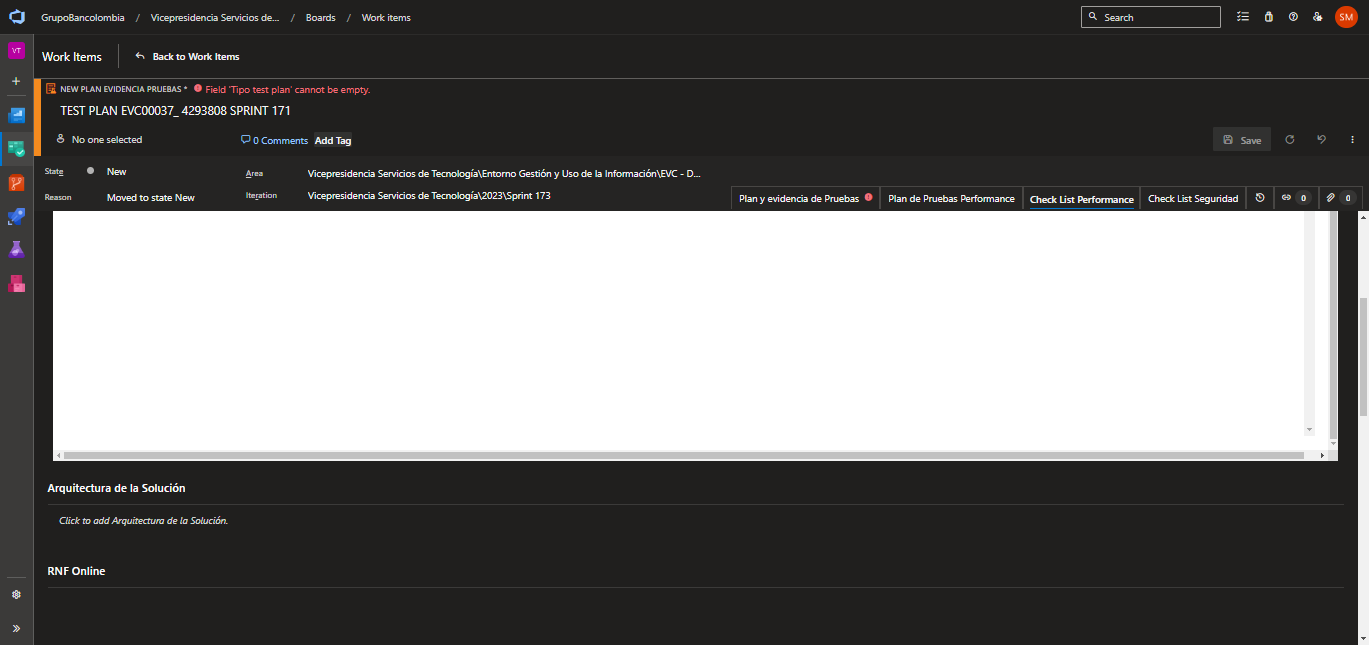 GrupoBancolombia / Vicepresidencia Servicios de... / Boards / Work items
Search
SM
VT
Work Items
Back to Work Items
NEW PLAN EVIDENCIA PRUEBAS * Field 'Tipo test plan' cannot be empty.
TEST PLAN EVC00037_ 4293808 SPRINT 171
No one selected
0 Comments
Add Tag
Save
State
New
Area
Vicepresidencia Servicios de Tecnología\Entorno Gestión y Uso de la Información\EVC - D...
Reason
Moved to state New
Iteration
Vicepresidencia Servicios de Tecnología\2023\Sprint 173
Plan y evidencia de Pruebas
Plan de Pruebas Performance
Check List Performance
Check List Seguridad
0
0
Arquitectura de la Solución
Click to add Arquitectura de la Solución.
RNF Online